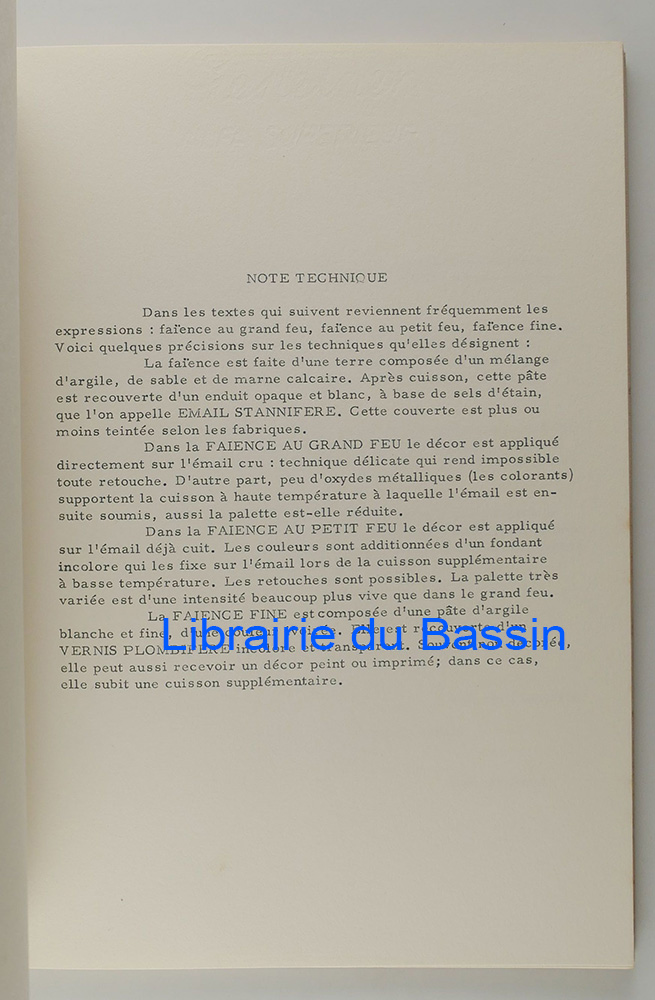 NOTE TECHNIQUE
Dans les textes qui suivent reviennent fréquemment les
expressions : faïence au grand feu, faïence au petit feu, faïence fine.
Voici quelques précisions sur les techniques qu'elles désignent :
La faïence est faite d'une terre composée d'un mélange
d'argile, de sable et de marne calcaire. Après cuisson, cette pâte
est recouverte d'un enduit opaque et blanc, à base de sels d'étain,
que l'on appelle EMAIL STANNIFERE. Cette couverte est plus ou
moins teintée selon les fabriques.
Dans la FAIENCE AU GRAND FEU le décor est appliqué
directement sur l'émail cru : technique délicate qui rend impossible
toute retouche. D'autre part, peu d'oxydes métalliques (les colorants)
supportent la cuisson à haute température à laquelle l'émail est en-
suite soumis, aussi la palette est-elle réduite.
Dans la FAIENCE AU PETIT FEU le décor est appliqué
sur l'émail déjà cuit. Les couleurs sont additionnées d'un fondant
incolore qui les fixe sur l'émail lors de la cuisson supplémentaire
à basse température. Les retouches sont possibles. La palette très
variée est d'une intensité beaucoup plus vive que dans le grand feu.
La FAIENCE FINE est composée d'une pâte d'argile
blanche et fine, d'une couleur ivoirée. Elle est recouverte d'un
Librairie du Bassin
VERNIS PLOMBIFERE incolore et transparent. Souvent non décorée,
elle peut aussi recevoir un décor peint ou imprimé; dans ce cas,
elle subit une cuisson supplémentaire.